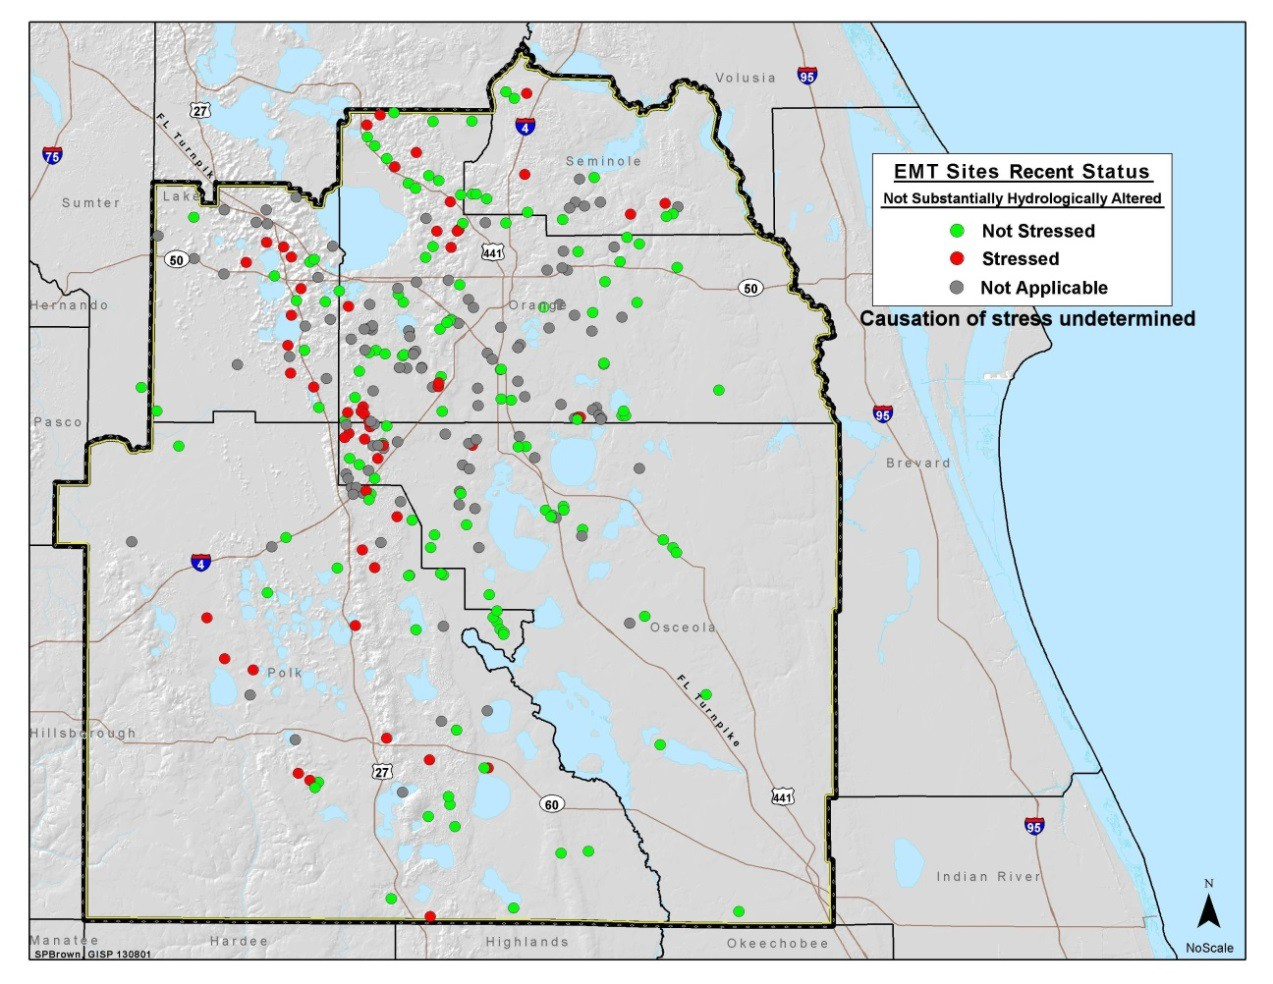 Volusia
95
27
4
FL Turnpik
75
Seminole
EMT Sites Recent Status
Not Substantially Hydrologically Altered
Lake
Sumter
Not Stressed
441
50
Stressed
50
Not Applicable
Hernando
Orange
Causation of stress undetermined
95
Pasco
Brevard
4
Osceola
Polk
FL Turnpike
Hillsborough
27
441
60
95
Indian River
N
Manatee
Hardee
Highlands
Okeechobee
NoScale
SPBrown, GISP 130801